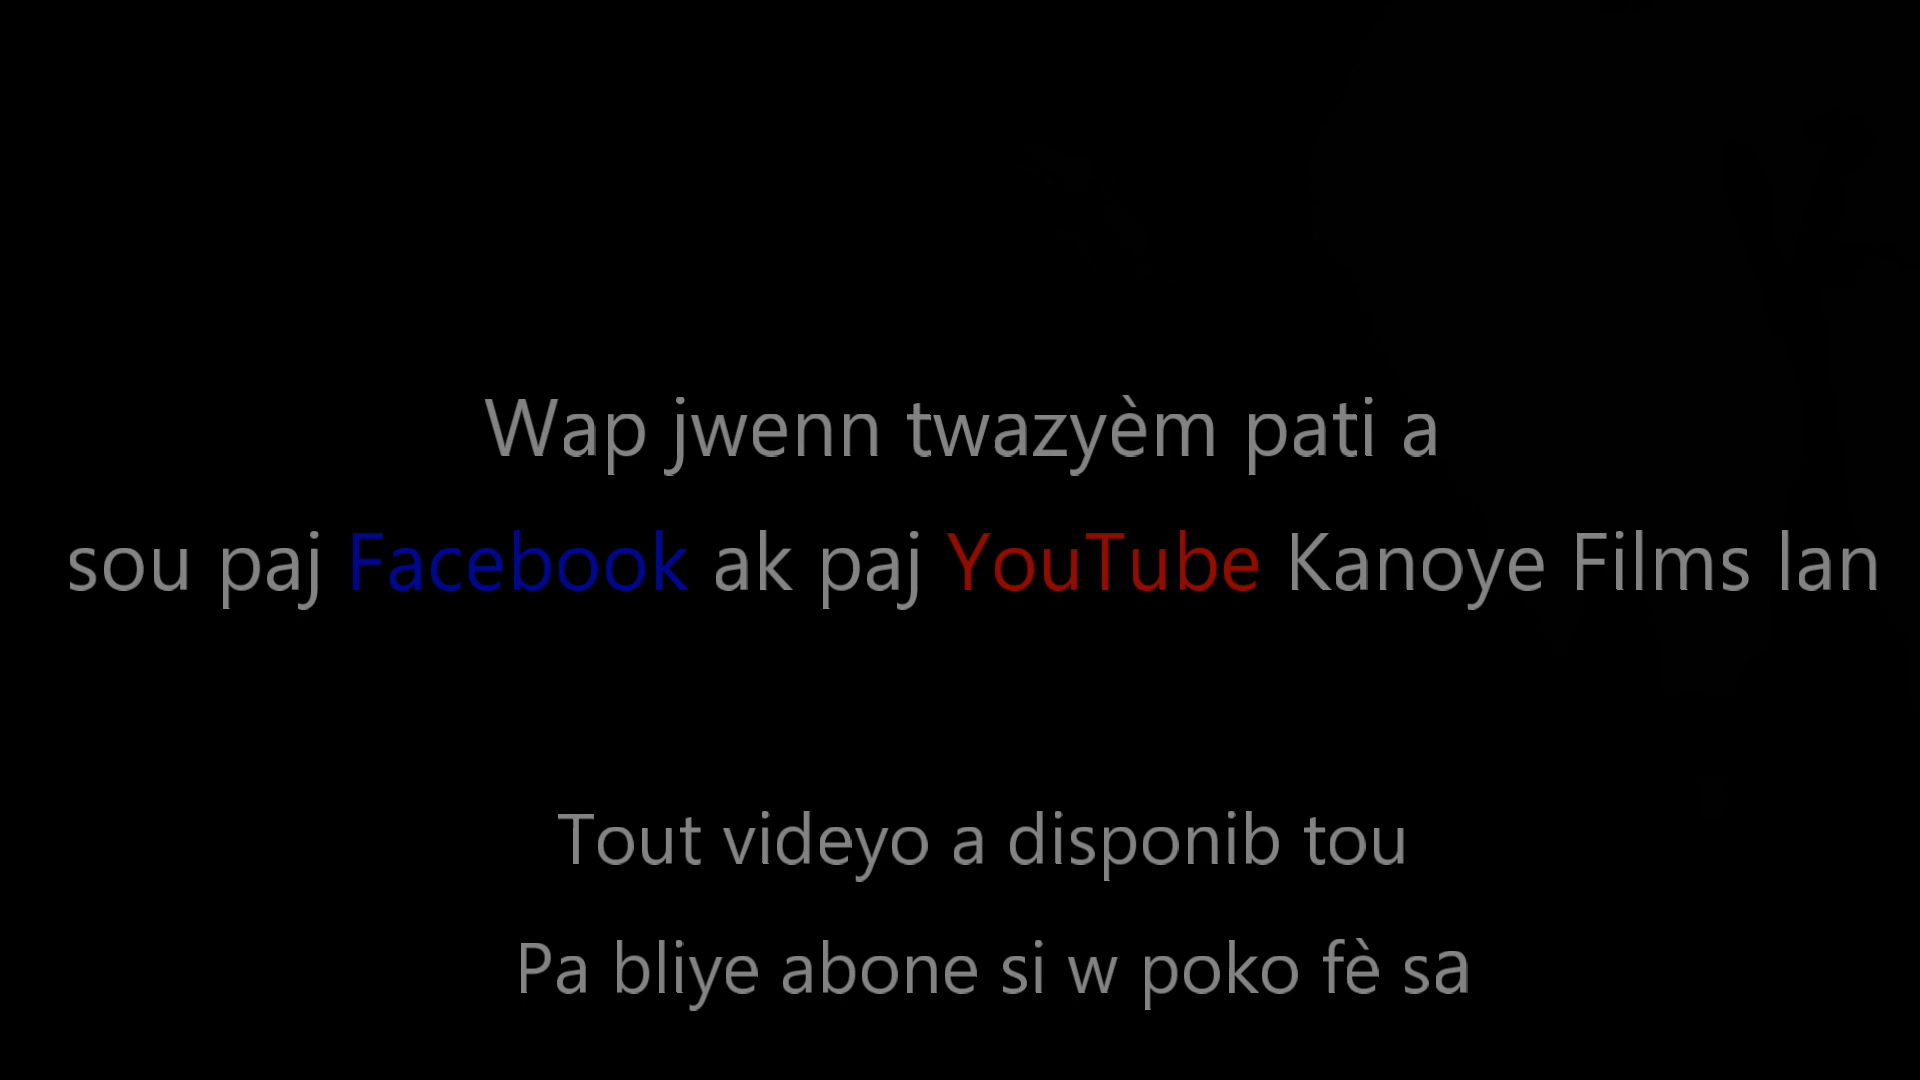 Wap jwenn twazyèm pati a
sou paj Facebook ak paj YouTube Kanoye Films lan
Tout videyo a disponib tou
Pa bliye abone si w poko fè sa